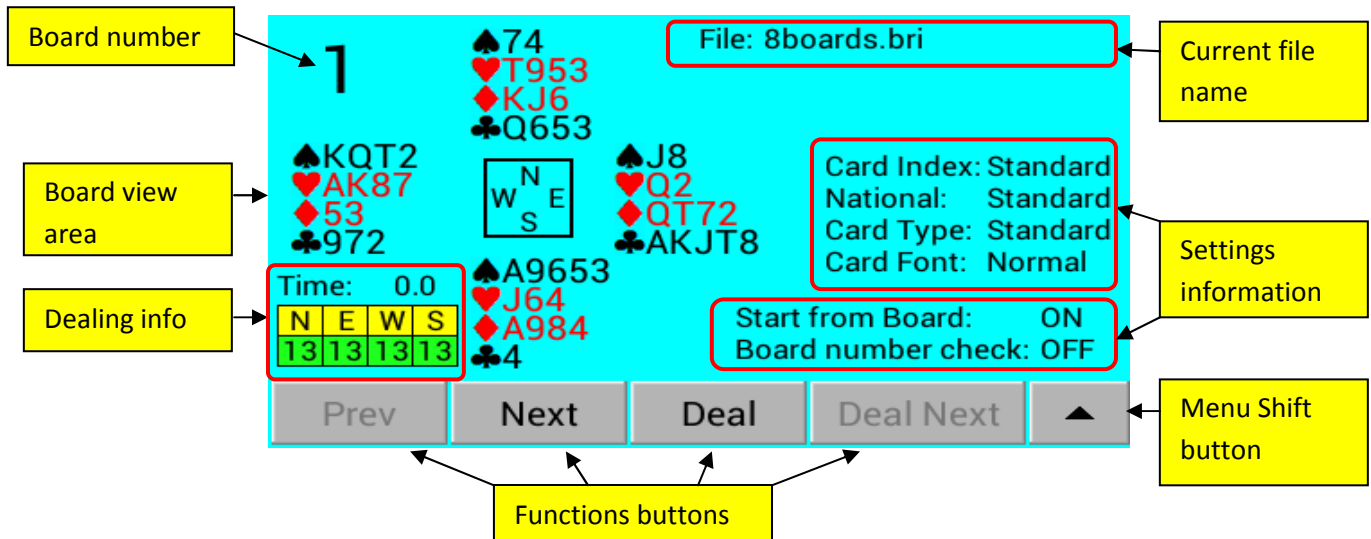 Board number
1
♠74
♥T953
♦KJ6
♣Q653
File: 8boards.bri
Current file
name
Board view
area
♠KQT2
♥AK87
♦53
♣972
N
W E
S
♠J8
♥Q2
♦QT72
♣AKJT8
Card Index: Standard
National: Standard
Card Type: Standard
Card Font: Normal
Settings
information
Dealing info
Time: 0.0
N E W S
13 13 13 13
♠A9653
♥J64
♦A984
♣4
Start from Board: ON
Board number check: OFF
Prev Next Deal Deal Next ▲
Menu Shift
button
Functions buttons